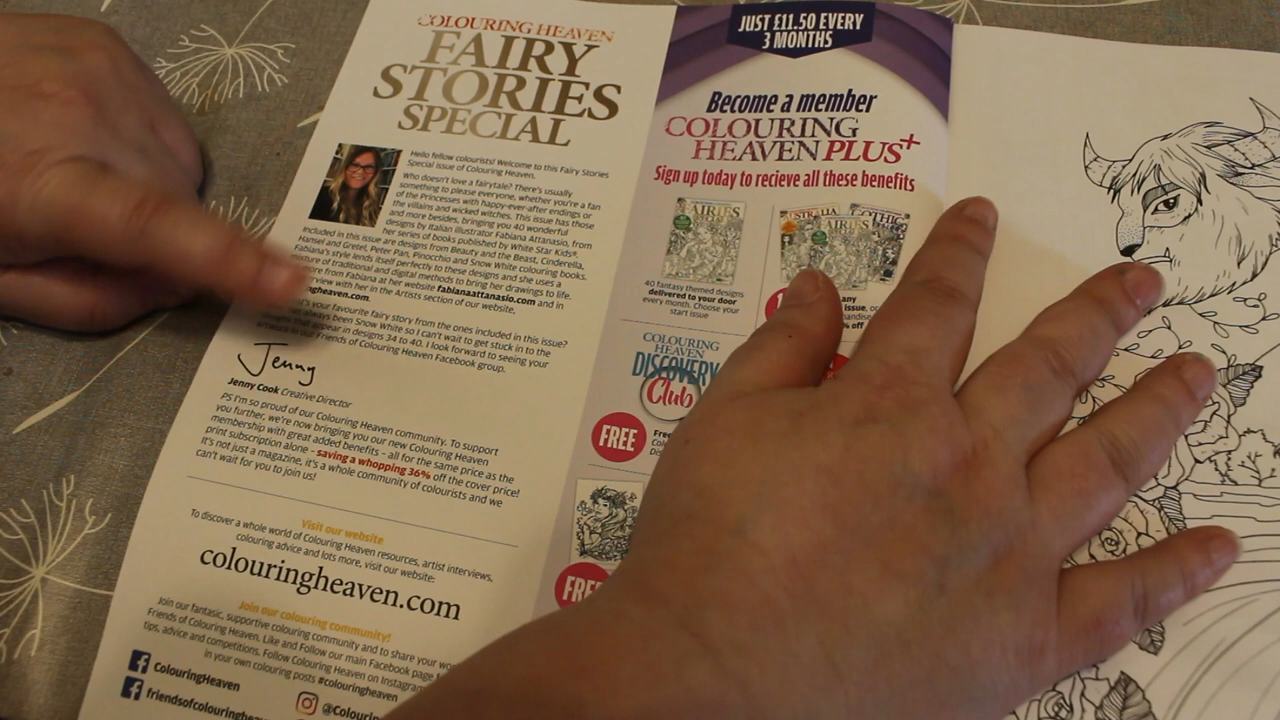 COLOURING HEAVEN
FAIRY
STORIES
SPECIAL
Hello fellow colourists! Welcome to this Fairy Stories
Special issue of Colouring Heaven.
Who doesn't love a fairytale? There's usually
something to please everyone, whether you're a fan
of the Princesses with happy-ever-after endings or
the villains and wicked witches. This issue has those
and more besides, bringing you 40 wonderful
designs by Italian illustrator Fabiana Attanasio, from
her series of books published by White Star Kids®.
Included in this issue are designs from Beauty and the Beast, Cinderella,
Hansel and Gretel, Peter Pan, Pinocchio and Snow White colouring books.
Fabiana's style lends itself perfectly to these designs and she uses a
mixture of traditional and digital methods to bring her drawings to life.
more from Fabiana at her website fabianaattanasio.com and in
view with her in the Artists section of our website,
gheaven.com.
's your favourite fairy story from the ones included in this issue?
always been Snow White so I can't wait to get stuck in to the
that appear in designs 34 to 40. I look forward to seeing your
artwork in our Friends of Colouring Heaven Facebook group.
Jenny
Jenny Cook Creative Director
PS I'm so proud of our Colouring Heaven community. To support
you further, we're now bringing you our new Colouring Heaven
membership with great added benefits – all for the same price as the
print subscription alone – saving a whopping 36% off the cover price!
It's not just a magazine, it's a whole community of colourists and we
can't wait for you to join us!
Visit our website
To discover a whole world of Colouring Heaven resources, artist interviews,
colouring advice and lots more, visit our website:
colouringheaven.com
Join our colouring community!
Join our fantasic, supportive colouring community and to share your wo
Friends of Colouring Heaven. Like and Follow our main Facebook page
tips, advice and competitions. Follow Colouring Heaven on Instagram
in your own colouring posts #colouringheaven
ColouringHeaven
friendsofcolouringhea
@Colourin
JUST £11.50 EVERY
3 MONTHS
Become a member
COLOURING
HEAVEN PLUS+
Sign up today to recieve all these benefits
FAIRIES
AUSTRALIA
GOTHIC
FAIRIES
40 fantasy themed designs
delivered to your door
every month. Choose your
start issue
any
issue, or
% off
COLOURING
HEAVEN
DISCOVERY
Club
FREE
Free
FREE